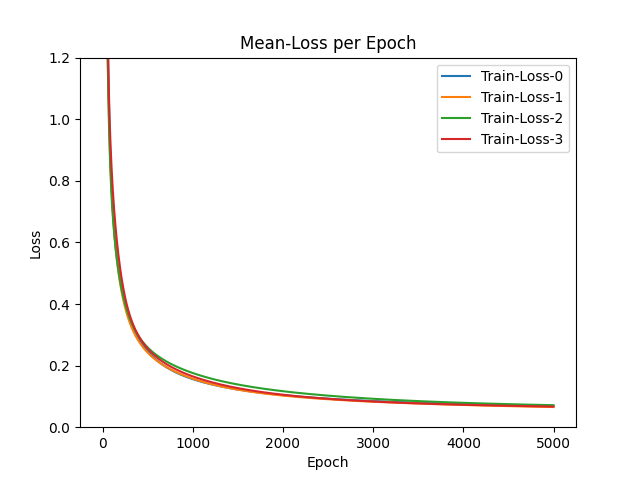 Mean-Loss per Epoch
1.2
1.0
0.8
0.6
0.4
0.2
0.0
Loss
Train-Loss-0
Train-Loss-1
Train-Loss-2
Train-Loss-3
0 1000 2000 3000 4000 5000
Epoch